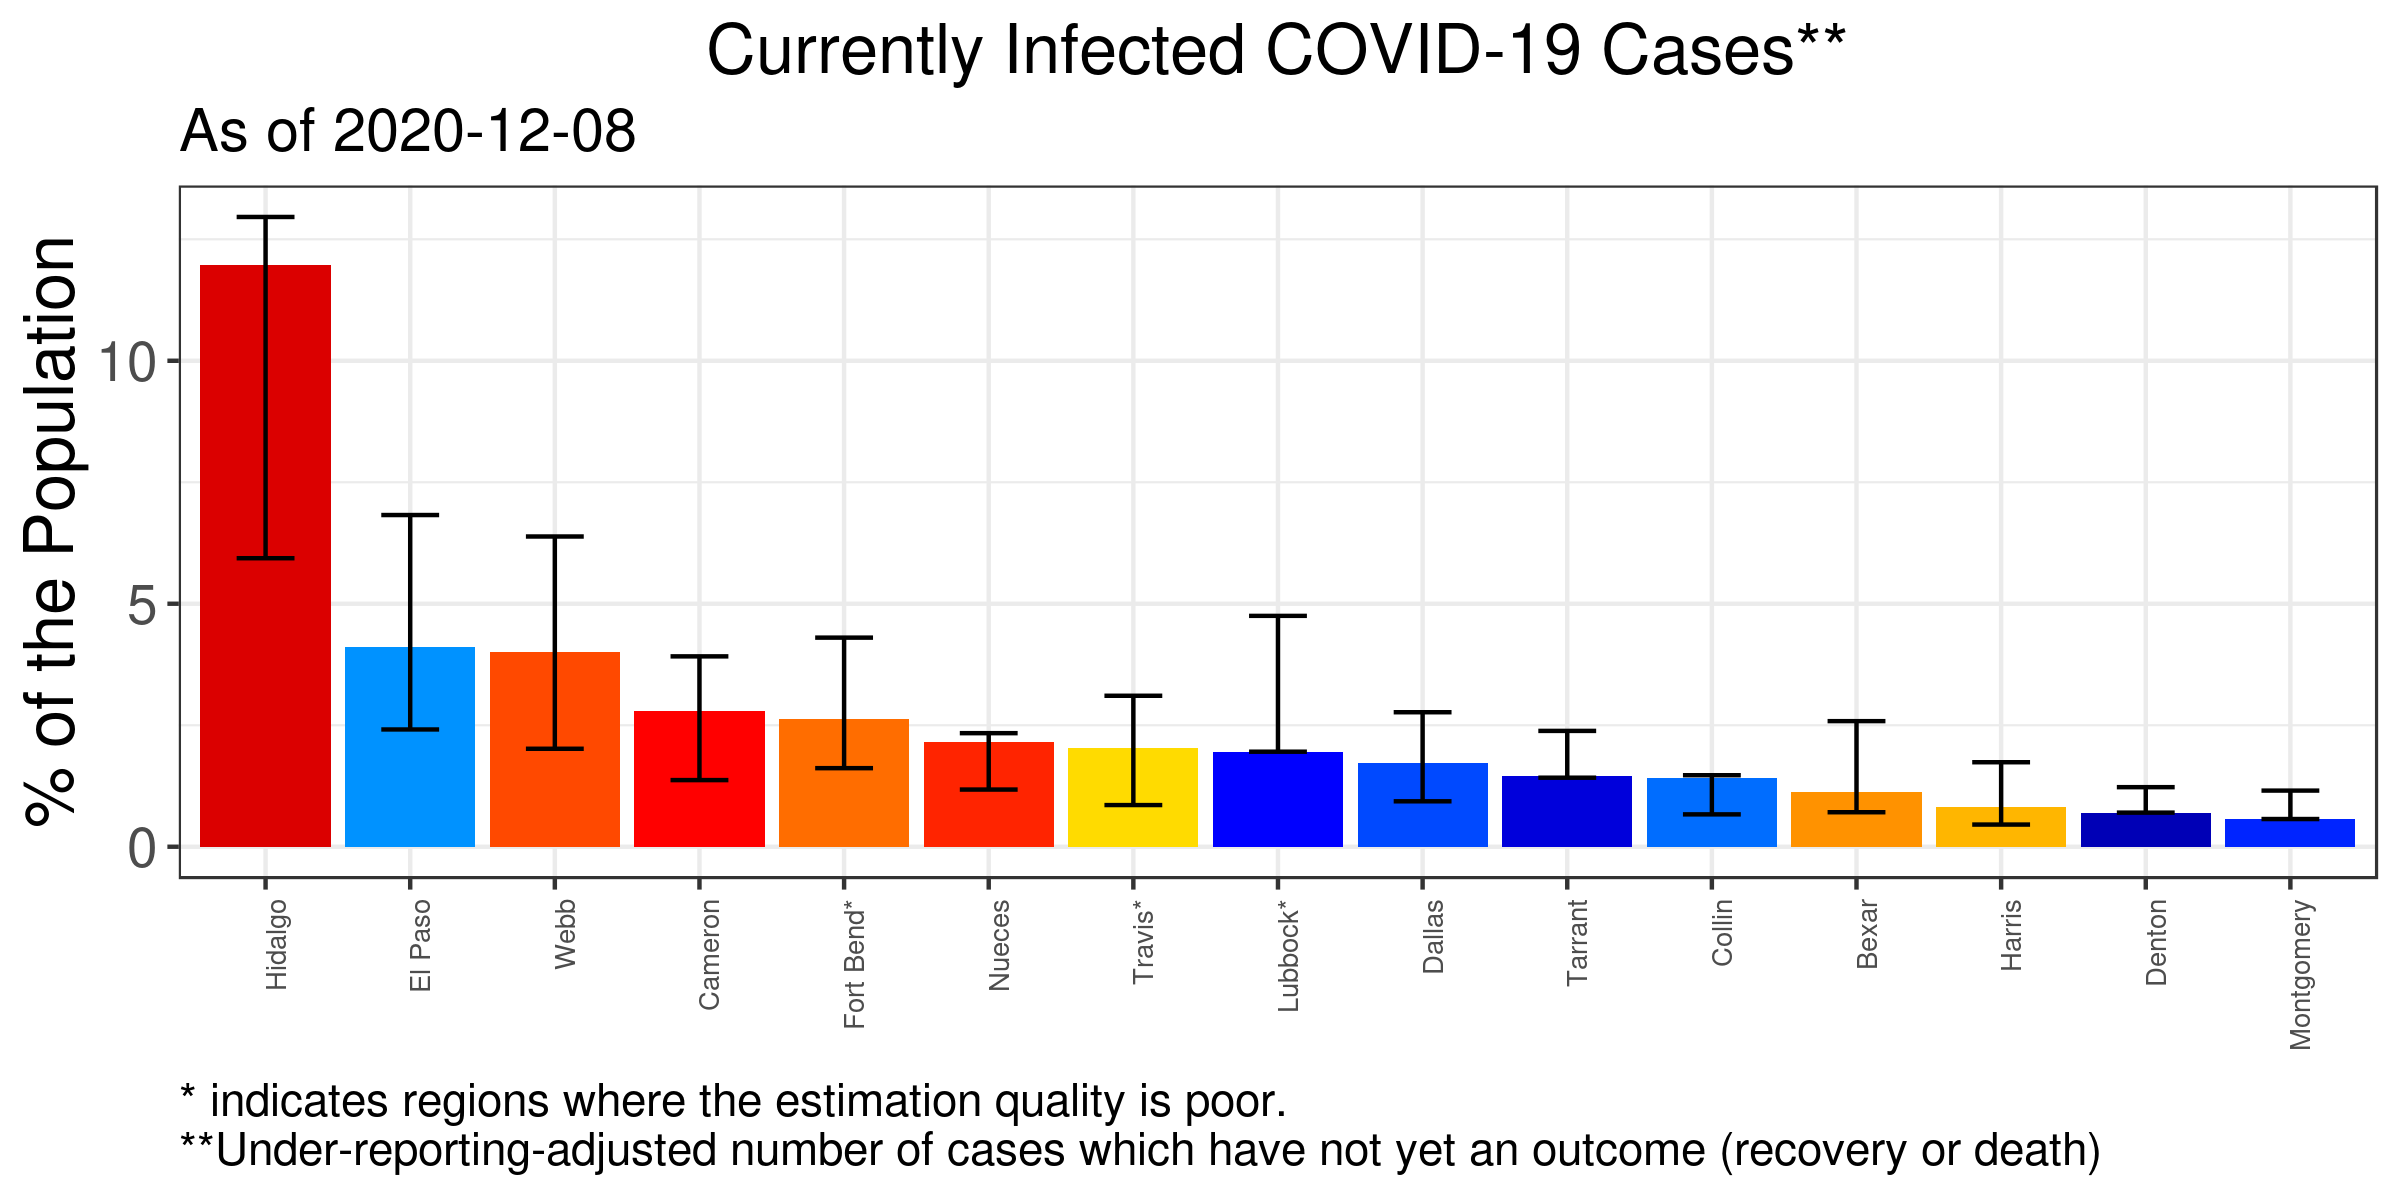 Currently Infected COVID-19 Cases**
As of 2020-12-08
% of the Population
10
5
0
Hidalgo
El Paso
Webb
Cameron
Fort Bend*
Nueces
Travis*
Lubbock*
Dallas
Tarrant
Collin
Bexar
Harris
Denton
Montgomery
* indicates regions where the estimation quality is poor.
**Under-reporting-adjusted number of cases which have not yet an outcome (recovery or death)